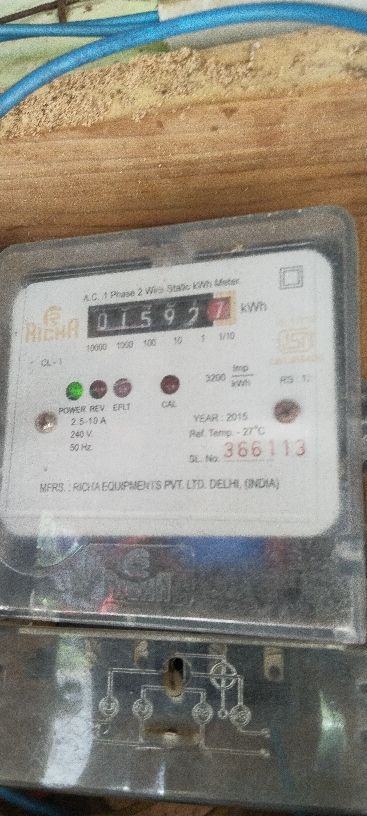 A.C. 1 Phase 2 Wire Static kWh Meter
RICHA
015927 kWh
10000 1000 100 10 1 1/10
CL - 1
3200 Imp/kWh
POWER REV. EFLT CAL
2.5-10 A
240 V.
50 Hz.
YEAR : 2015
Ref. Temp. - 27°C
SL. No. 366113
MFRS. : RICHA EQUIPMENTS PVT. LTD. DELHI, (INDIA)